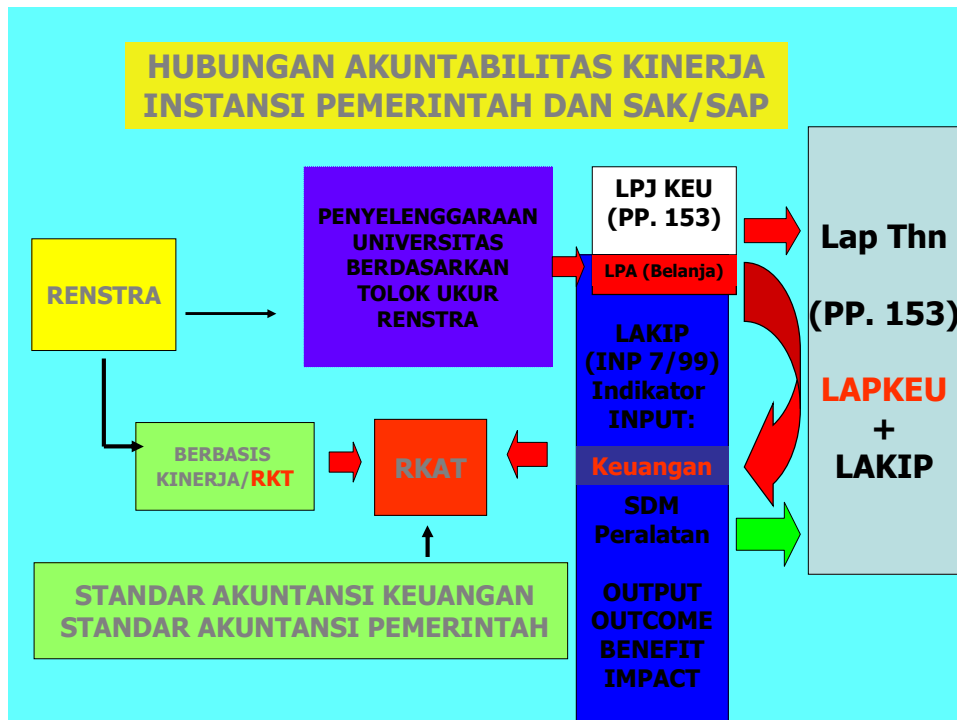 HUBUNGAN AKUNTABILITAS KINERJA
INSTANSI PEMERINTAH DAN SAK/SAP
RENSTRA
PENYELENGGARAAN
UNIVERSITAS
BERDASARKAN
TOLOK UKUR
RENSTRA
LPJ KEU
(PP. 153)
LPA (Belanja)
LAKIP
(INP 7/99)
Indikator
INPUT:
Keuangan
SDM
Peralatan
OUTPUT
OUTCOME
BENEFIT
IMPACT
Lap Thn
(PP. 153)
LAPKEU
+
LAKIP
BERBASIS
KINERJA/RKT
RKAT
STANDAR AKUNTANSI KEUANGAN
STANDAR AKUNTANSI PEMERINTAH